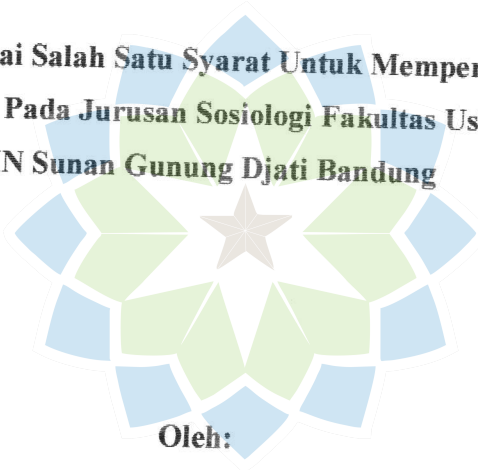 ai Salah Satu Syarat Untuk Memper
Pada Jurusan Sosiologi Fakultas Us
N Sunan Gunung Djati Bandung
Oleh: